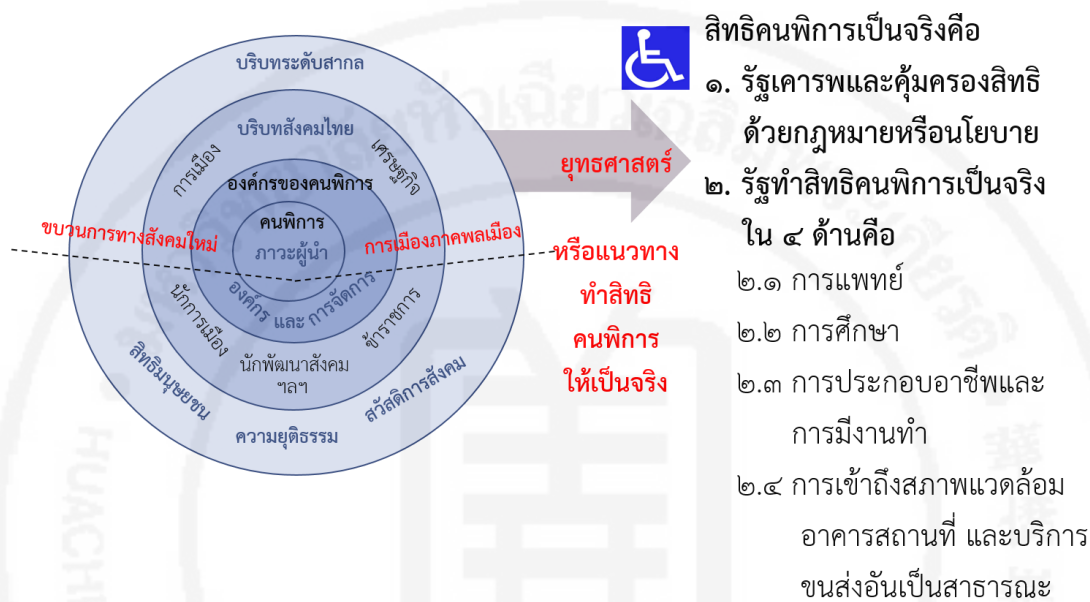 บริบทระดับสากล
บริบทสังคมไทย
การเมือง
เศรษฐกิจ
องค์กรของคนพิการ
คนพิการ
ภาวะผู้นำ
ขบวนการทางสังคมใหม่
การเมืองภาคพลเมือง
องค์กร และ การจัดการ
นักการเมือง
ข้าราชการ
นักพัฒนาสังคม
ฯลฯ
สิทธิมนุษยชน
สวัสดิการสังคม
ความยุติธรรม
ยุทธศาสตร์
หรือแนวทาง
ทำสิทธิ
คนพิการ
ให้เป็นจริง
สิทธิคนพิการเป็นจริงคือ
๑. รัฐเคารพและคุ้มครองสิทธิ
ด้วยกฎหมายหรือนโยบาย
๒. รัฐทำสิทธิคนพิการเป็นจริง
ใน ๔ ด้านคือ
๒.๑ การแพทย์
๒.๒ การศึกษา
๒.๓ การประกอบอาชีพและ
การมีงานทำ
๒.๔ การเข้าถึงสภาพแวดล้อม
อาคารสถานที่ และบริการ
ขนส่งอันเป็นสาธารณะ